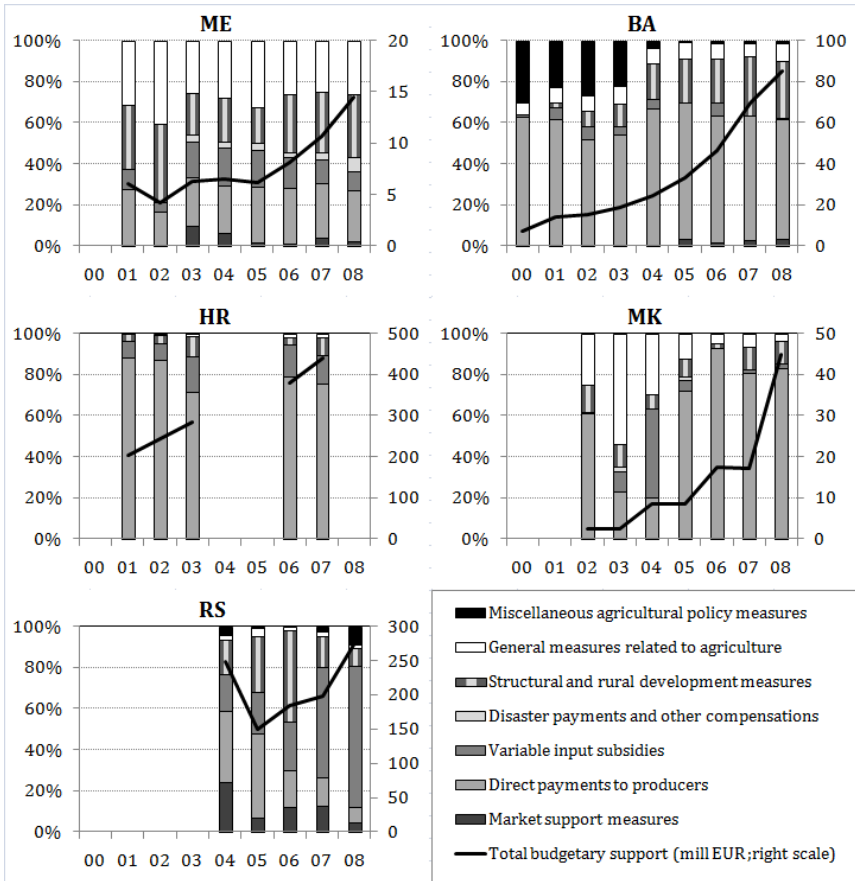 ME
100% 20
80% 15
60%
40% 10
20% 5
0% 0
00 01 02 03 04 05 06 07 08
BA
100% 100
80% 80
60% 60
40% 40
20% 20
0% 0
00 01 02 03 04 05 06 07 08
HR
100% 500
80% 400
60% 300
40% 200
20% 100
0% 0
00 01 02 03 04 05 06 07 08
MK
100% 50
80% 40
60% 30
40% 20
20% 10
0% 0
00 01 02 03 04 05 06 07 08
RS
100% 300
80% 250
60% 200
40% 150
20% 100
0% 50
0
00 01 02 03 04 05 06 07 08
Miscellaneous agricultural policy measures
General measures related to agriculture
Structural and rural development measures
Disaster payments and other compensations
Variable input subsidies
Direct payments to producers
Market support measures
Total budgetary support (mill EUR; right scale)